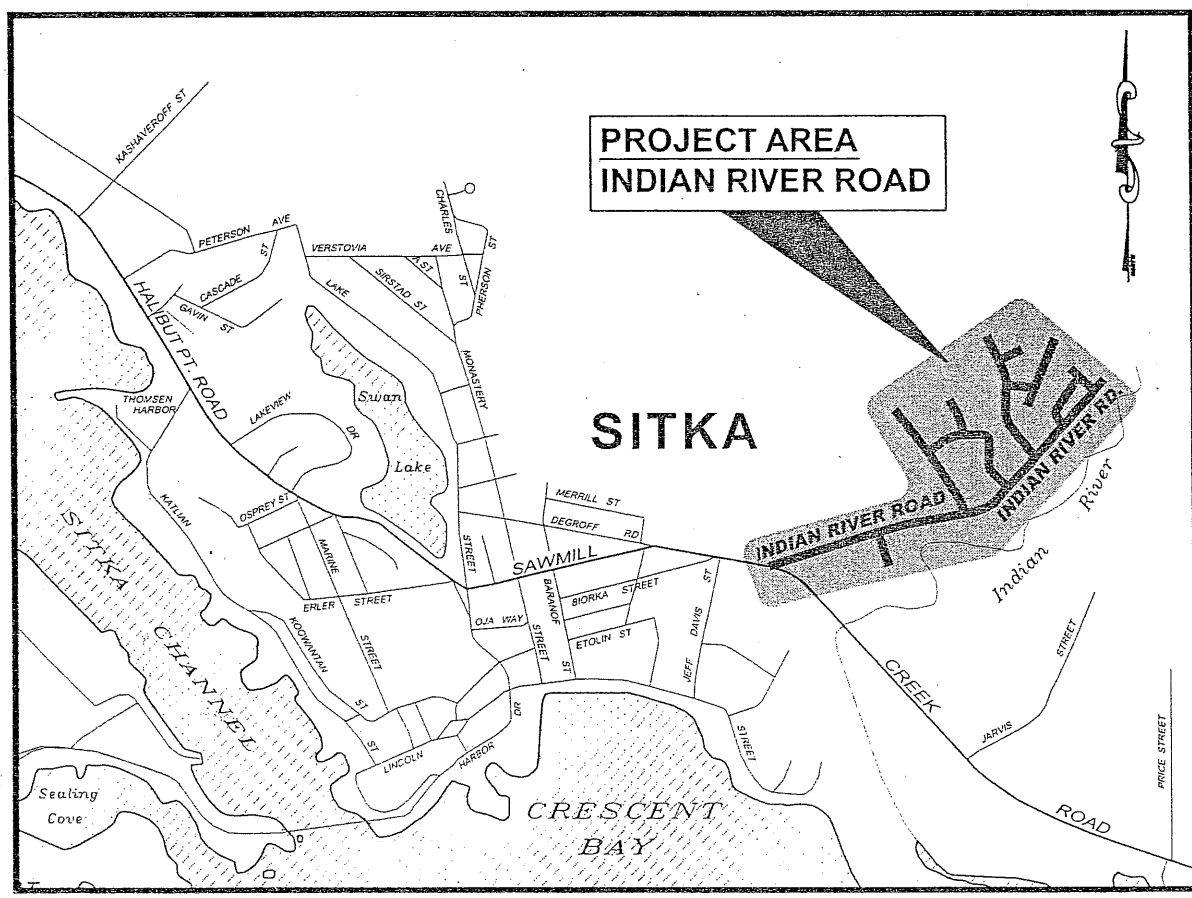 KASHAVEROFF ST
PROJECT AREA
INDIAN RIVER ROAD
NORTH
PETERSON AVE
CASCADE ST
GAVIN ST
VERSTOVIA AVE
CHARLES ST
PHERSON ST
A ST
SIRSTAD ST
LAKE
MONASTERY
STREET
HALIBUT PT. ROAD
THOMSEN
HARBOR
LAKEVIEW DR
Swan
Lake
SITKA
INDIAN RIVER ROAD
INDIAN RIVER RD.
Indian River
KATLIAN
OSPREY ST
MARINE
STREET
ERLER STREET
MERRILL ST
DEGROFF RD
SAWMILL
CREEK
ROAD
BARANOF
STREET
ST
BIORKA STREET
OJA WAY
ETOLIN ST
JEFF DAVIS ST
KOGWANTAN
ST
ST
LINCOLN
HARBOR DR
STREET
JARVIS STREET
PRICE STREET
SITKA
CHANNEL
Sealing
Cove
CRESCENT
BAY